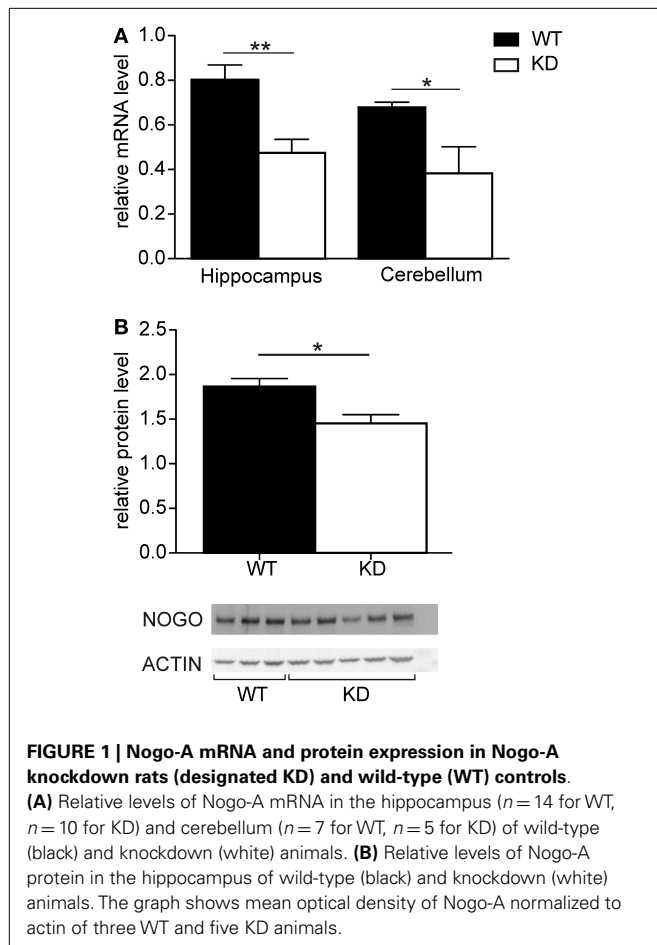 A
relative mRNA level
1.0
0.8
0.6
0.4
0.2
0.0
**
*
WT
KD
Hippocampus
Cerebellum
B
relative protein level
2.5
2.0
1.5
1.0
0.5
0.0
*
WT
KD
NOGO
ACTIN
WT
KD
FIGURE 1 | Nogo-A mRNA and protein expression in Nogo-A
knockdown rats (designated KD) and wild-type (WT) controls.
(A) Relative levels of Nogo-A mRNA in the hippocampus (n = 14 for WT,
n = 10 for KD) and cerebellum (n = 7 for WT, n = 5 for KD) of wild-type
(black) and knockdown (white) animals. (B) Relative levels of Nogo-A
protein in the hippocampus of wild-type (black) and knockdown (white)
animals. The graph shows mean optical density of Nogo-A normalized to
actin of three WT and five KD animals.